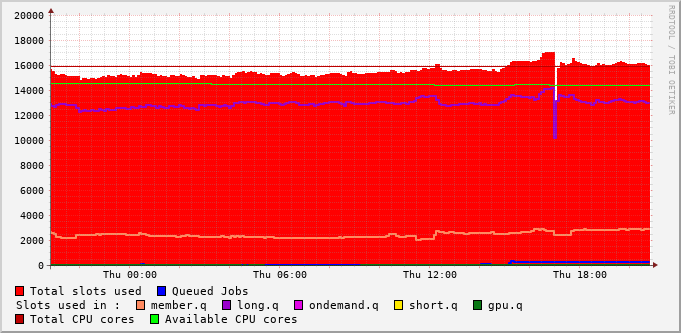 20000
18000
16000
14000
12000
10000
8000
6000
4000
2000
0
Thu 00:00 Thu 06:00 Thu 12:00 Thu 18:00
RRDTOOL / TOBI OETIKER
Total slots used Queued Jobs
Slots used in : member.q long.q ondemand.q short.q gpu.q
Total CPU cores Available CPU cores